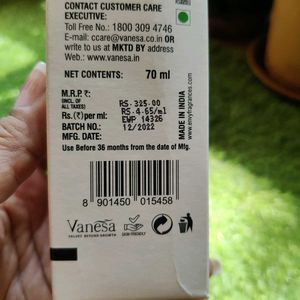 CONTACT CUSTOMER CARE
EXECUTIVE:
Toll Free No.: 1800 309 4746
E-mail: ccare@vanesa.co.in OR
write to us at MKTD BY address
Web.: www.vanesa.in
NET CONTENTS: 70 ml
M.R.P. ₹:
(INCL. OF
ALL TAXES)
Rs.(₹) per ml:
BATCH NO.:
MFG. DATE:
RS. 325.00
RS. 4.65/ml
EWP 14326
12/2022
Use Before 36 months from the date of Mfg.
MADE IN INDIA
www.envyfragrances.com
8 901450 015458
Vanesa
SKIN-FRIENDLY